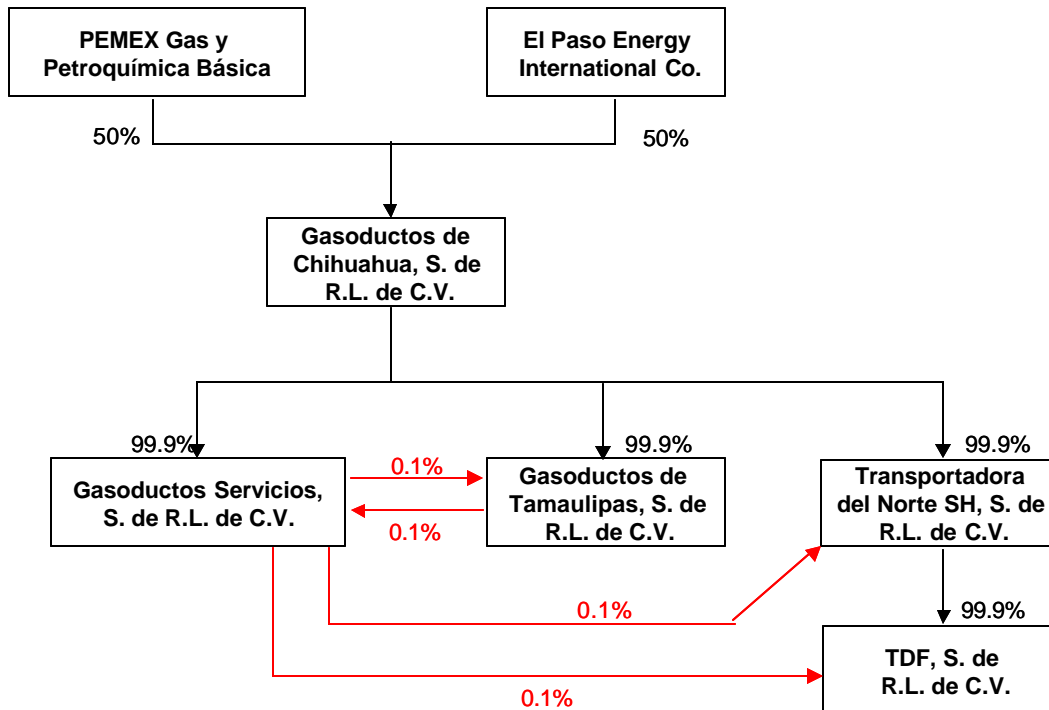 PEMEX Gas y
Petroquímica Básica
El Paso Energy
International Co.
50%
50%
Gasoductos de
Chihuahua, S. de
R.L. de C.V.
99.9%
99.9%
99.9%
Gasoductos Servicios,
S. de R.L. de C.V.
0.1%
0.1%
Gasoductos de
Tamaulipas, S. de
R.L. de C.V.
Transportadora
del Norte SH, S. de
R.L. de C.V.
0.1%
99.9%
TDF, S. de
R.L. de C.V.
0.1%